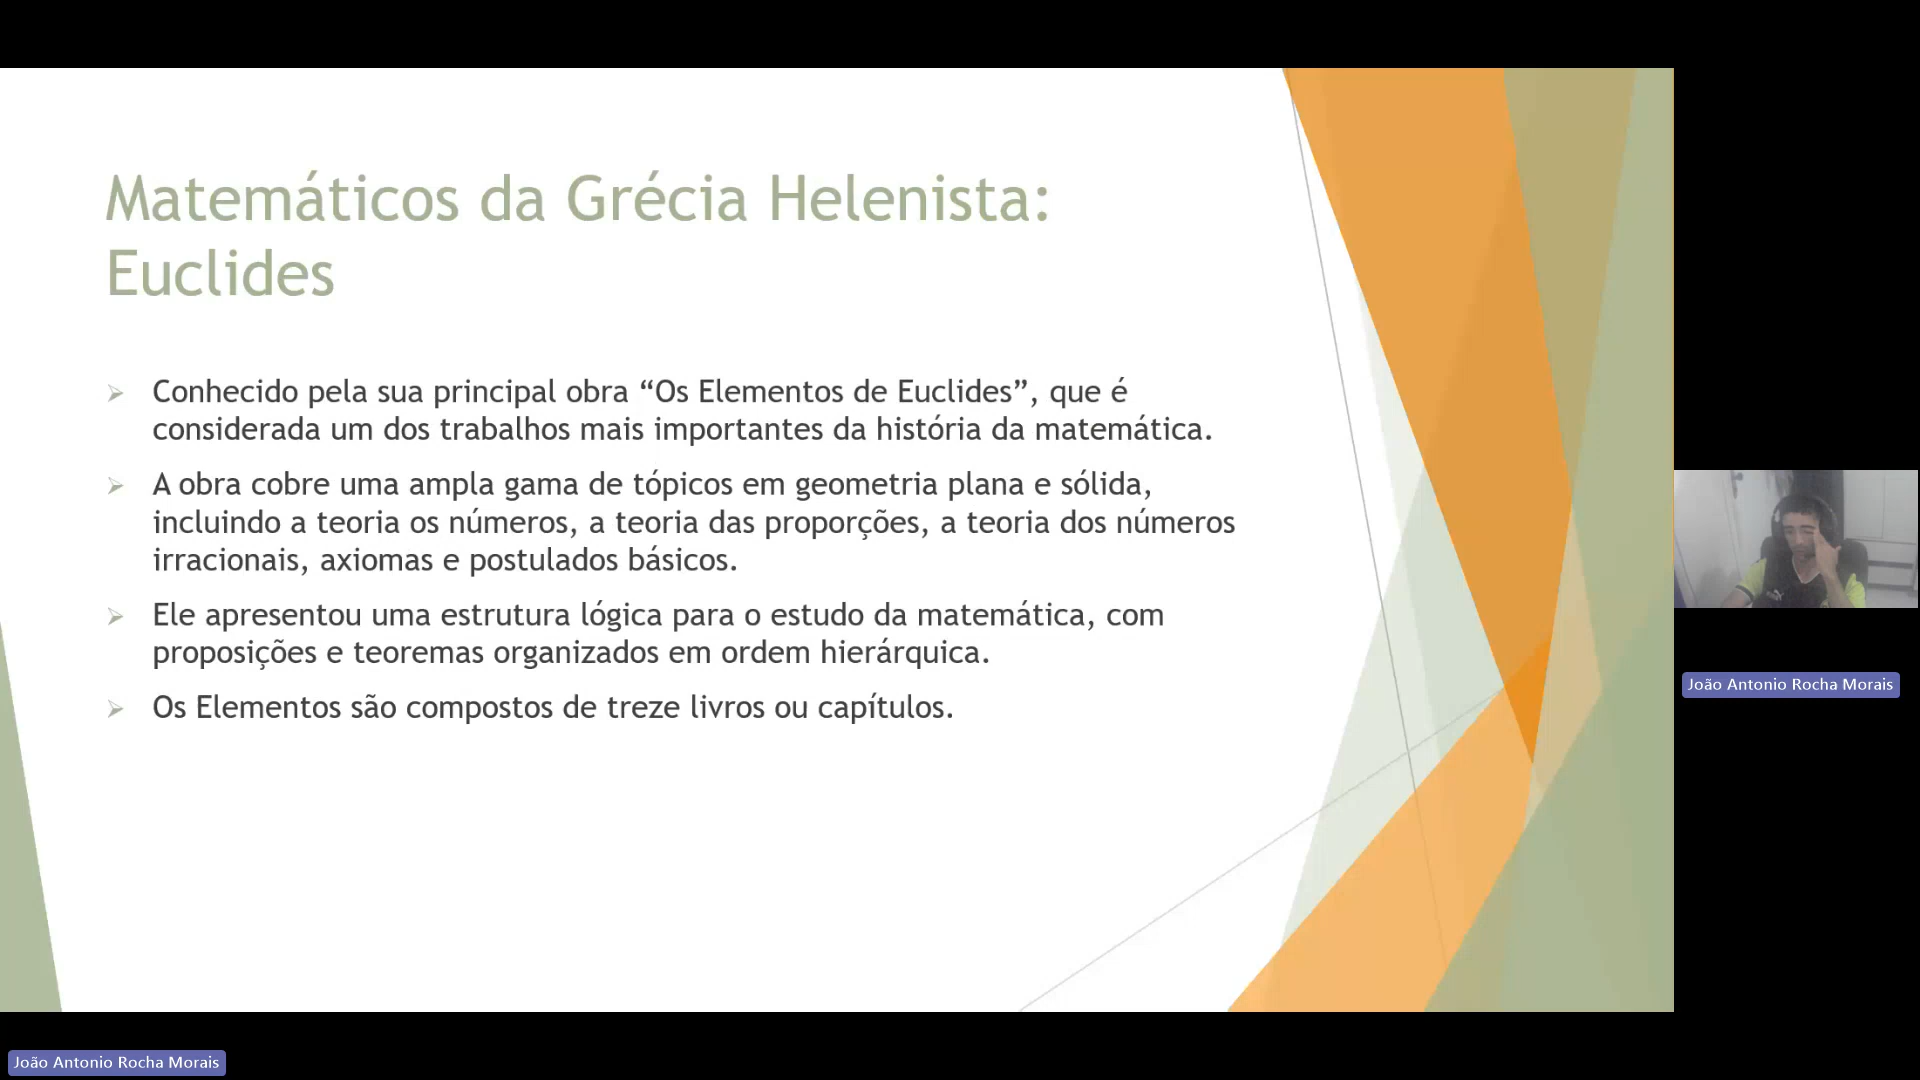 Matemáticos da Grécia Helenista:
Euclides
Conhecido pela sua principal obra “Os Elementos de Euclides”, que é
considerada um dos trabalhos mais importantes da história da matemática.
A obra cobre uma ampla gama de tópicos em geometria plana e sólida,
incluindo a teoria os números, a teoria das proporções, a teoria dos números
irracionais, axiomas e postulados básicos.
Ele apresentou uma estrutura lógica para o estudo da matemática, com
proposições e teoremas organizados em ordem hierárquica.
Os Elementos são compostos de treze livros ou capítulos.
João Antonio Rocha Morais
João Antonio Rocha Morais